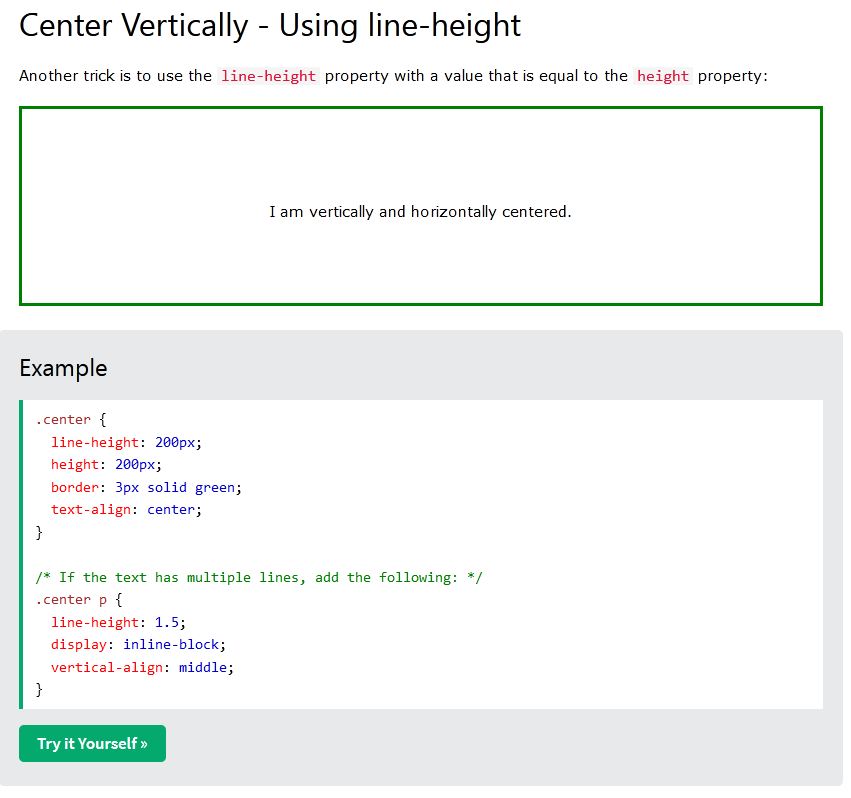 Center Vertically - Using line-height
Another trick is to use the line-height property with a value that is equal to the height property:
I am vertically and horizontally centered.
Example
.center {
  line-height: 200px;
  height: 200px;
  border: 3px solid green;
  text-align: center;
}
/* If the text has multiple lines, add the following: */
.center p {
  line-height: 1.5;
  display: inline-block;
  vertical-align: middle;
}
Try it Yourself »